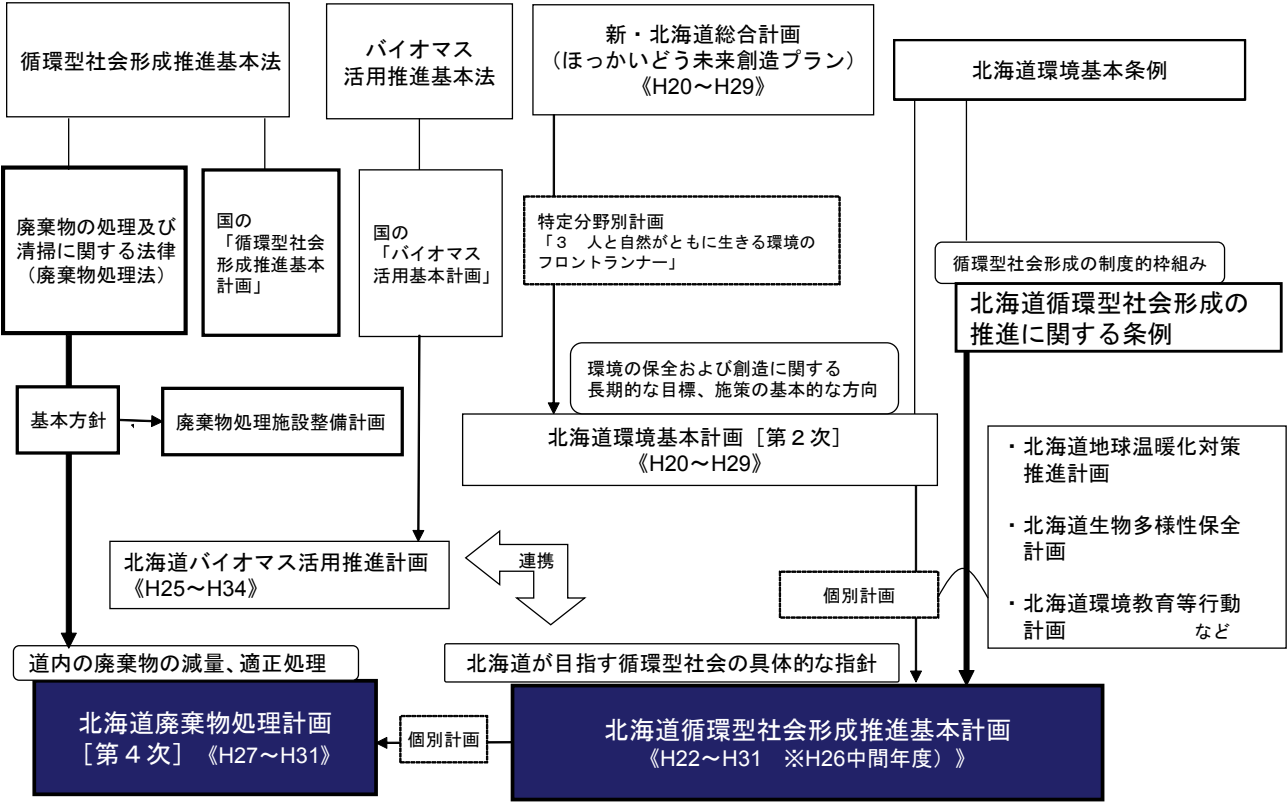 循環型社会形成推進基本法
バイオマス
活用推進基本法
新・北海道総合計画
（ほっかいどう未来創造プラン）
《H20～H29》
北海道環境基本条例
廃棄物の処理及び
清掃に関する法律
（廃棄物処理法）
国の
「循環型社会
形成推進基本
計画」
国の
「バイオマス
活用基本計画」
特定分野別計画
「３　人と自然がともに生きる環境の
フロントランナー」
循環型社会形成の制度的枠組み
北海道循環型社会形成の
推進に関する条例
環境の保全および創造に関する
長期的な目標、施策の基本的な方向
北海道環境基本計画［第２次］
《H20～H29》
基本方針
廃棄物処理施設整備計画
・北海道地球温暖化対策
推進計画
・北海道生物多様性保全
計画
・北海道環境教育等行動
計画　　　　　など
北海道バイオマス活用推進計画
《H25～H34》
連携
個別計画
道内の廃棄物の減量、適正処理
北海道が目指す循環型社会の具体的な指針
北海道廃棄物処理計画
［第４次］《H27～H31》
個別計画
北海道循環型社会形成推進基本計画
《H22～H31　※H26中間年度）》